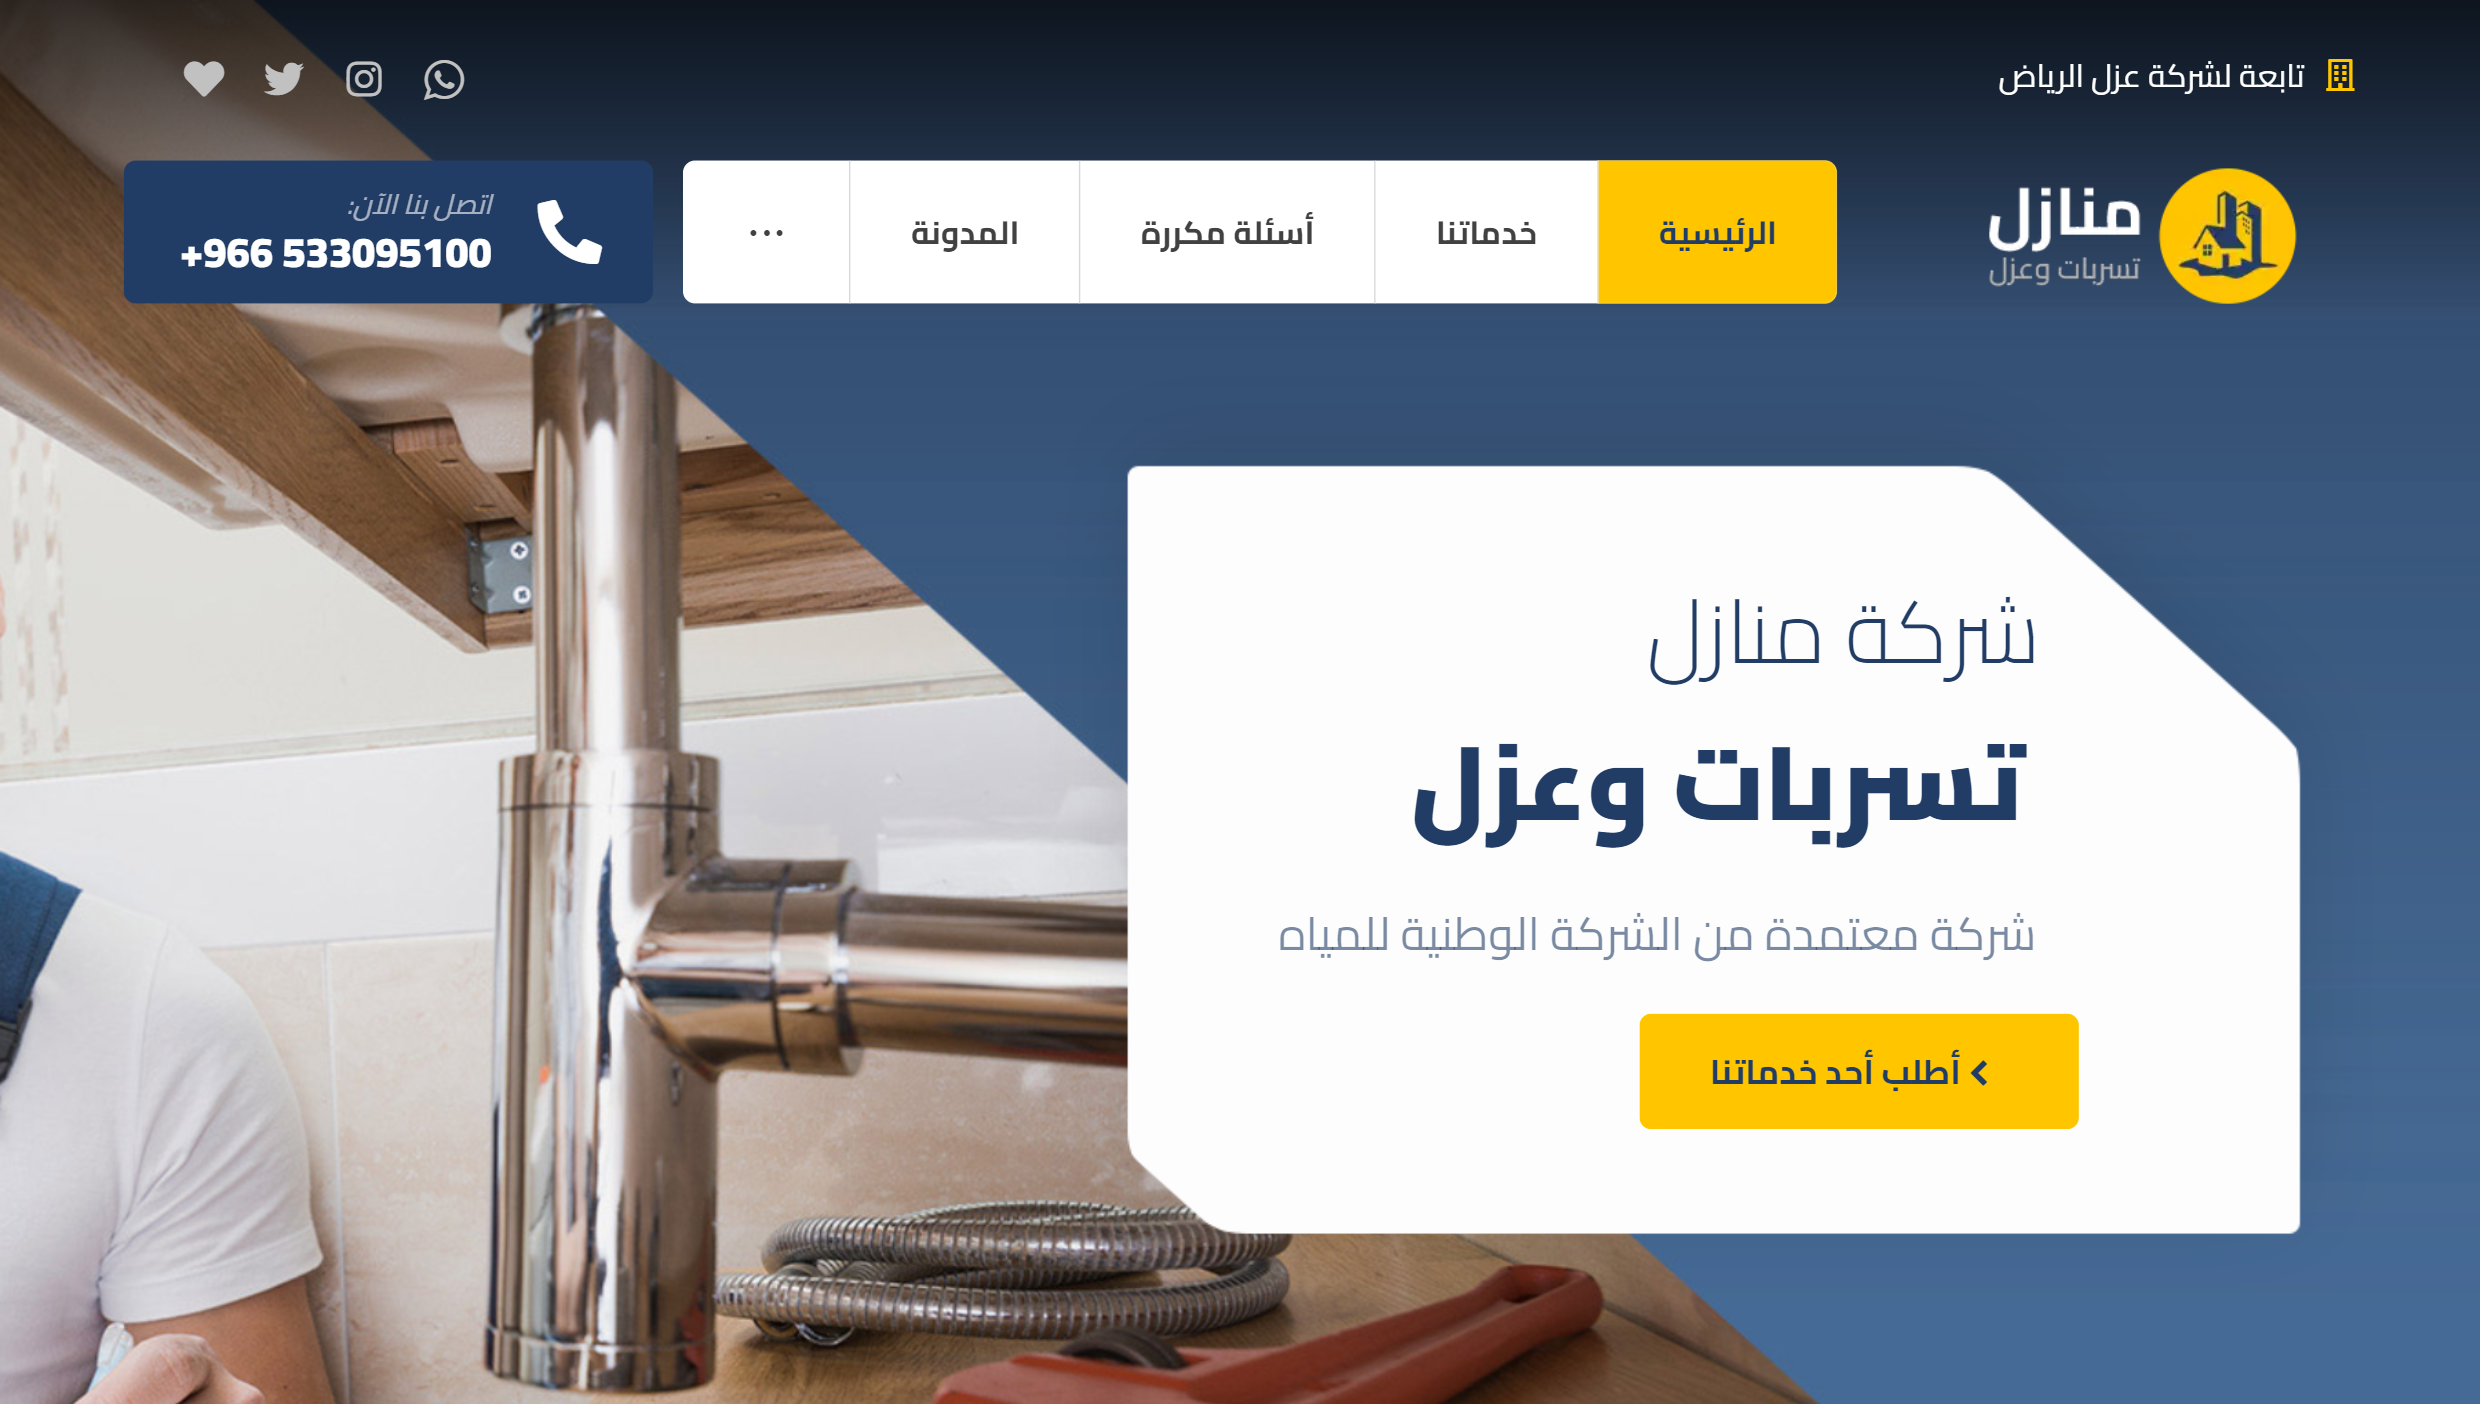 تابعة لشركة عزل الرياض
منازل
تسربات وعزل
الرئيسية
خدماتنا
أسئلة مكررة
المدونة
...
اتصل بنا الآن:
+966 533095100
شركة منازل
تسربات وعزل
شركة معتمدة من الشركة الوطنية للمياه
أطلب أحد خدماتنا